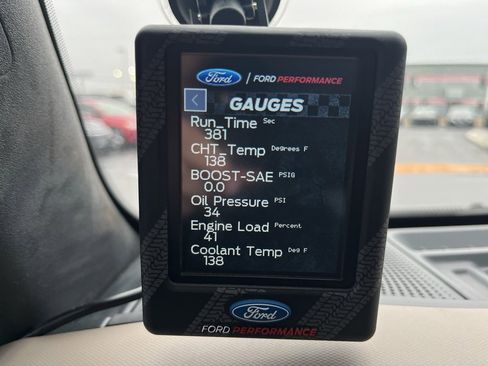 Ford FORD PERFORMANCE
GAUGES
Run_Time Sec
381
CHT_Temp Degrees F
138
BOOST-SAE PSIG
0.0
Oil Pressure PSI
34
Engine Load Percent
41
Coolant Temp Deg F
138
Ford
FORD PERFORMANCE